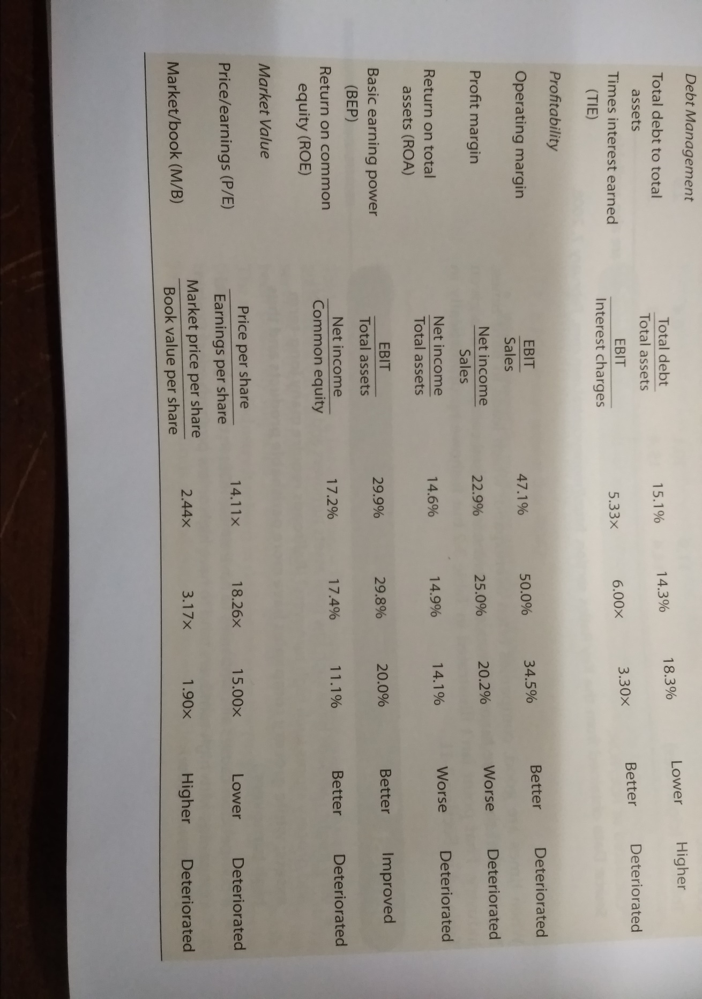 Debt Management
Total debt to total assets	Total debt / Total assets	15.1%	14.3%	18.3%	Lower	Higher
Times interest earned (TIE)	EBIT / Interest charges	5.33×	6.00×	3.30×	Better	Deteriorated
Profitability
Operating margin	EBIT / Sales	47.1%	50.0%	34.5%	Better	Deteriorated
Profit margin	Net income / Sales	22.9%	25.0%	20.2%	Worse	Deteriorated
Return on total assets (ROA)	Net income / Total assets	14.6%	14.9%	14.1%	Worse	Deteriorated
Basic earning power (BEP)	EBIT / Total assets	29.9%	29.8%	20.0%	Better	Improved
Return on common equity (ROE)	Net income / Common equity	17.2%	17.4%	11.1%	Better	Deteriorated
Market Value
Price/earnings (P/E)	Price per share / Earnings per share	14.11×	18.26×	15.00×	Lower	Deteriorated
Market/book (M/B)	Market price per share / Book value per share	2.44×	3.17×	1.90×	Higher	Deteriorated